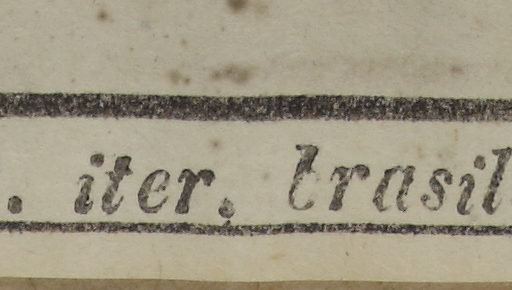 . iter. brasil